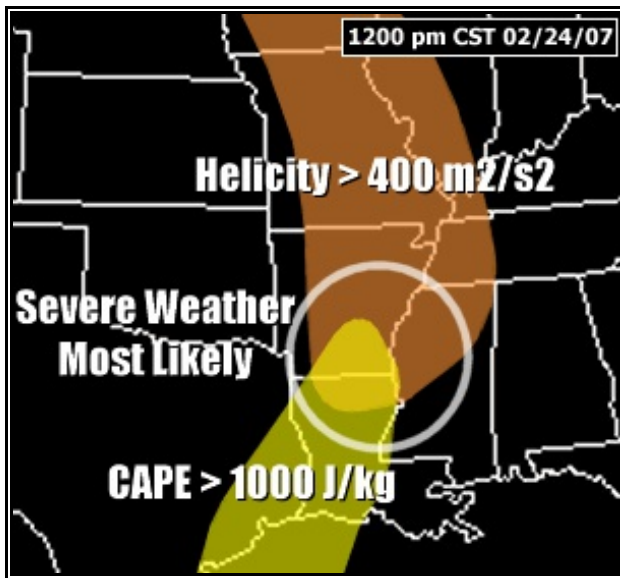 1200 pm CST 02/24/07
Helicity > 400 m2/s2
Severe Weather
Most Likely
CAPE > 1000 J/kg